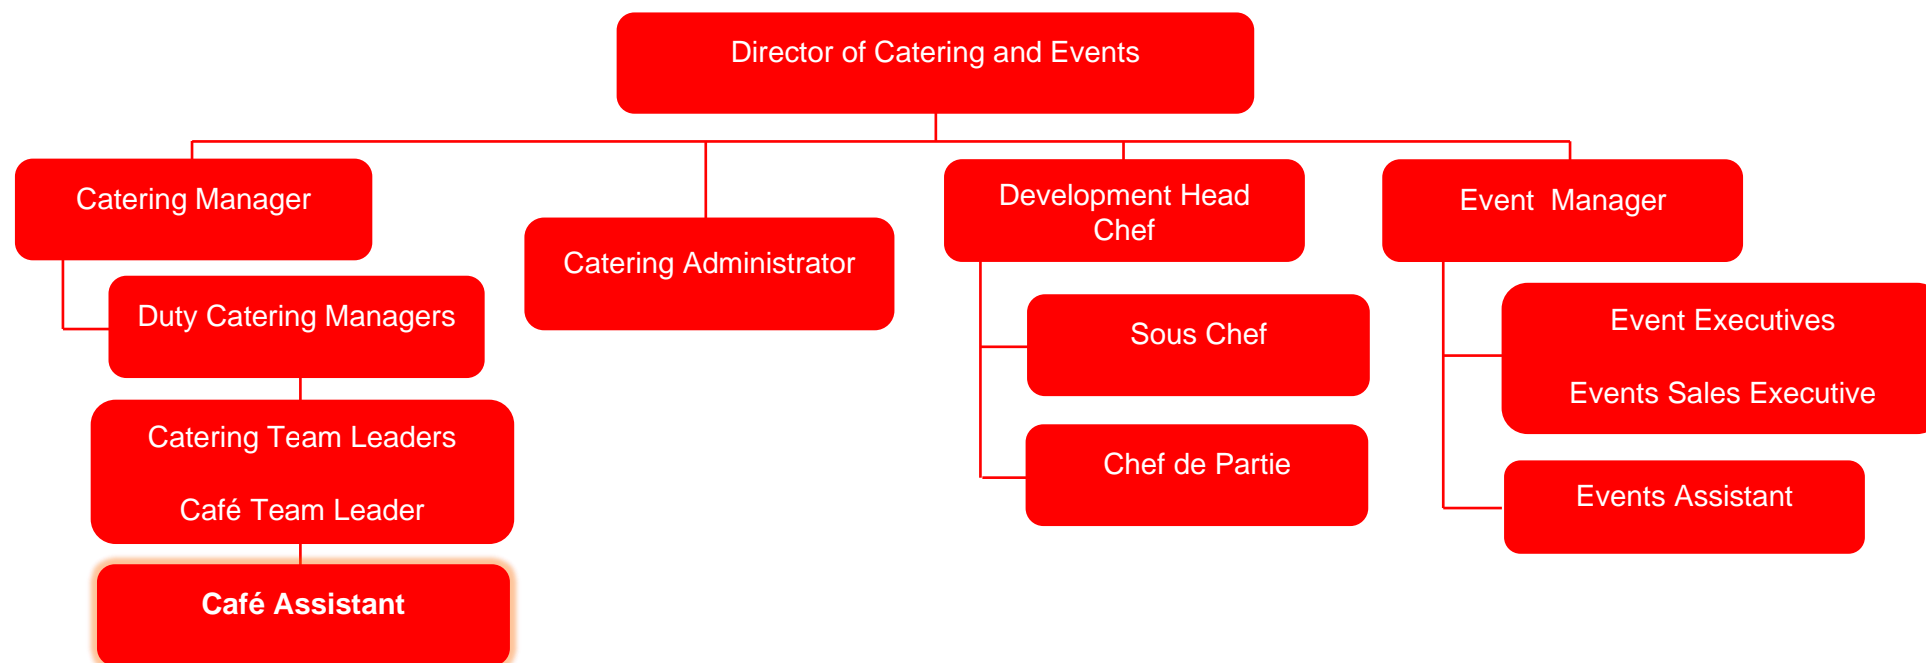 Director of Catering and Events
Catering Manager
Catering Administrator
Development Head
Chef
Event  Manager
Duty Catering Managers
Catering Team Leaders
Café Team Leader
Café Assistant
Sous Chef
Chef de Partie
Event Executives
Events Sales Executive
Events Assistant